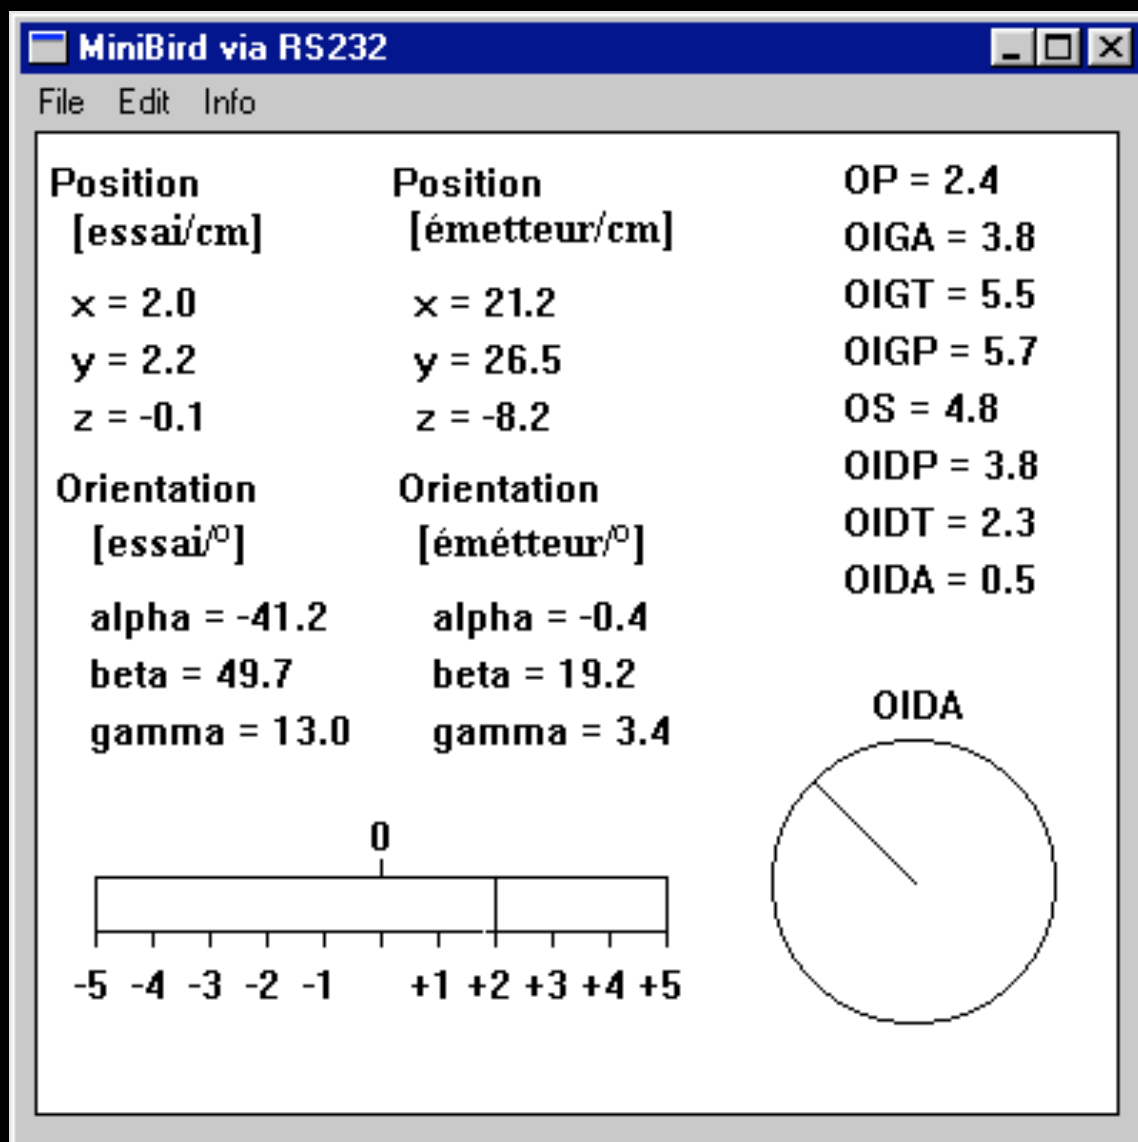 MiniBird via RS232
File Edit Info
Position
[essai/cm]
x = 2.0
y = 2.2
z = -0.1
Orientation
[essai/°]
alpha = -41.2
beta = 49.7
gamma = 13.0
Position
[émetteur/cm]
x = 21.2
y = 26.5
z = -8.2
Orientation
[émétteur/°]
alpha = -0.4
beta = 19.2
gamma = 3.4
OP = 2.4
OIGA = 3.8
OIGT = 5.5
OIGP = 5.7
OS = 4.8
OIDP = 3.8
OIDT = 2.3
OIDA = 0.5
0
-5 -4 -3 -2 -1 +1 +2 +3 +4 +5
OIDA